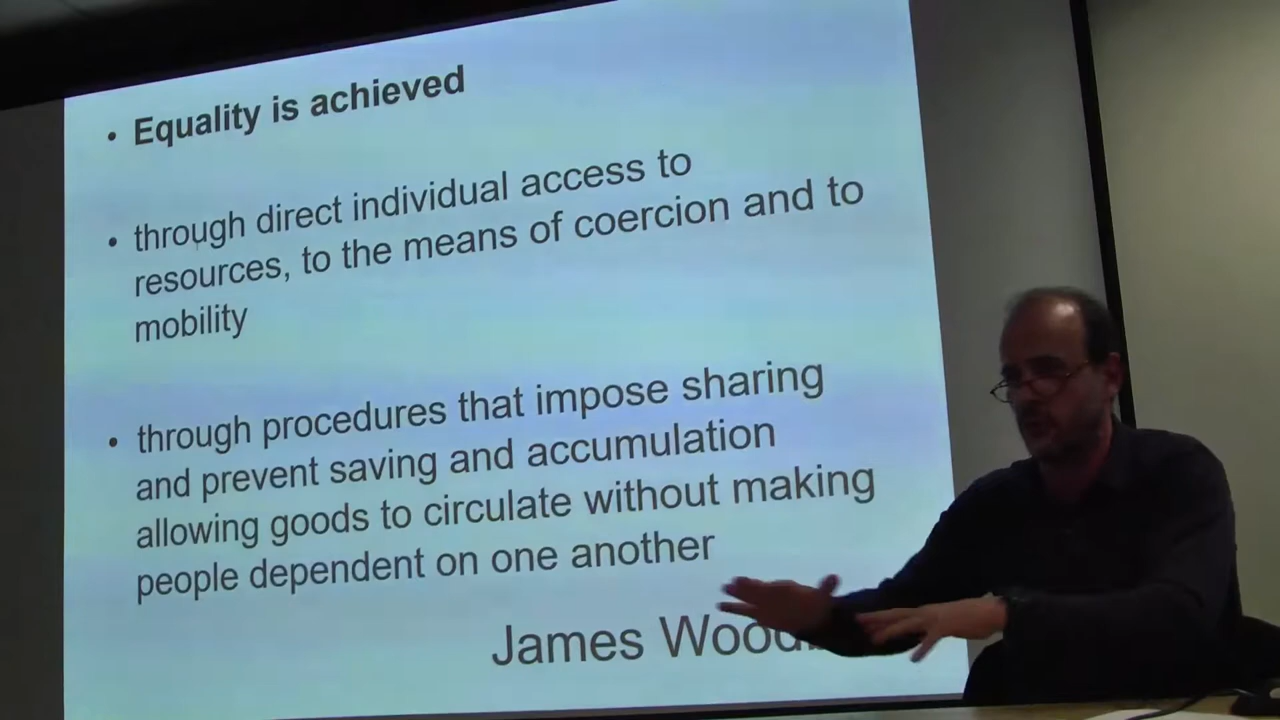 • Equality is achieved
• through direct individual access to
resources, to the means of coercion and to
mobility
• through procedures that impose sharing
and prevent saving and accumulation
allowing goods to circulate without making
people dependent on one another
James